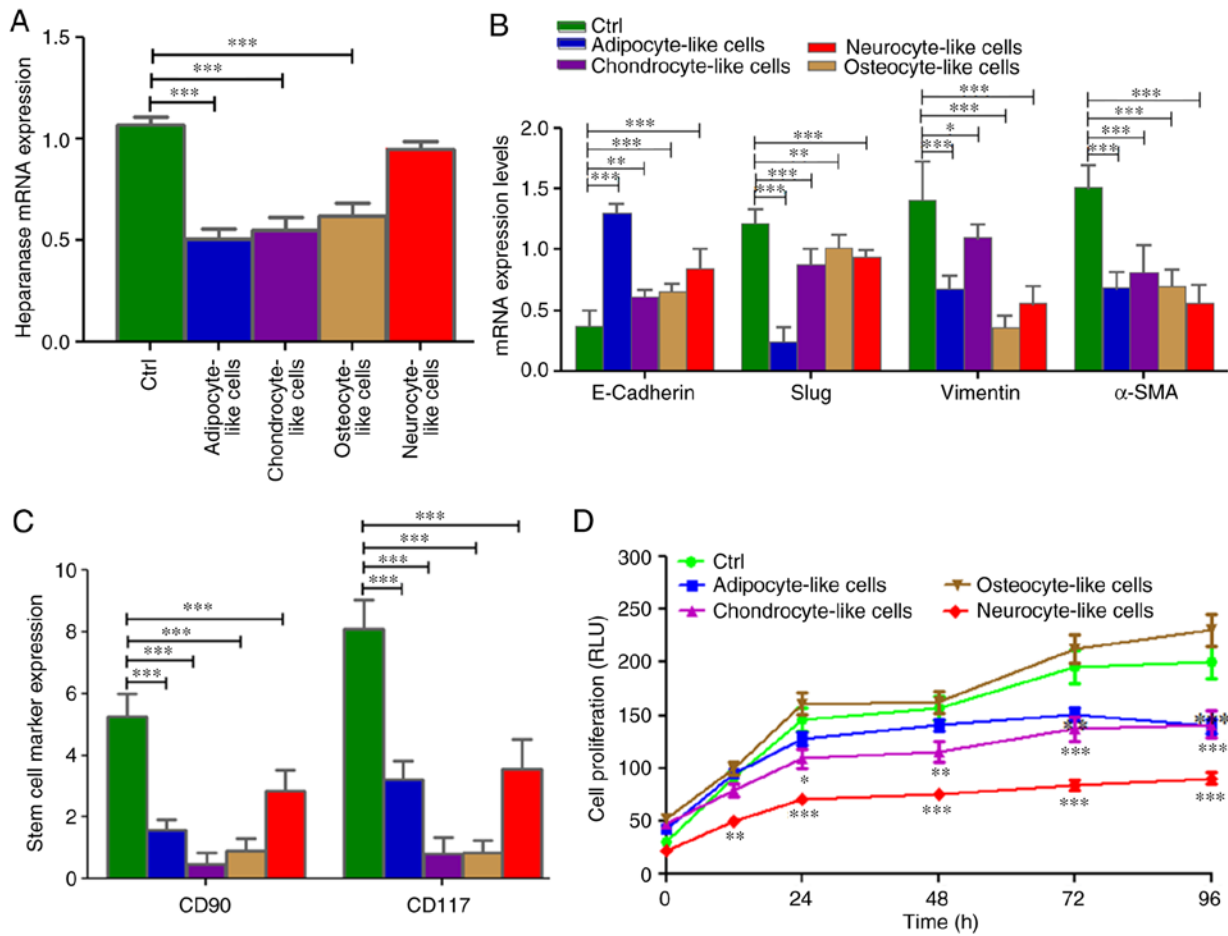 A
Heparanase mRNA expression
1.5
1.0
0.5
0.0
***
***
***
Ctrl
Adipocyte-
like cells
Chondrocyte-
like cells
Osteocyte-
like cells
Neurocyte-
like cells
B
Ctrl
Adipocyte-like cells
Chondrocyte-like cells
Neurocyte-like cells
Osteocyte-like cells
mRNA expression levels
2.0
1.5
1.0
0.5
0.0
***
***
**
***
***
**
***
***
***
***
*
***
***
***
***
***
E-Cadherin
Slug
Vimentin
α-SMA
C
Stem cell marker expression
10
8
6
4
2
0
***
***
***
***
***
***
***
***
CD90
CD117
D
Cell proliferation (RLU)
300
250
200
150
100
50
0
Ctrl
Adipocyte-like cells
Chondrocyte-like cells
Osteocyte-like cells
Neurocyte-like cells
**
*
***
**
***
***
***
***
***
0
24
48
72
96
Time (h)